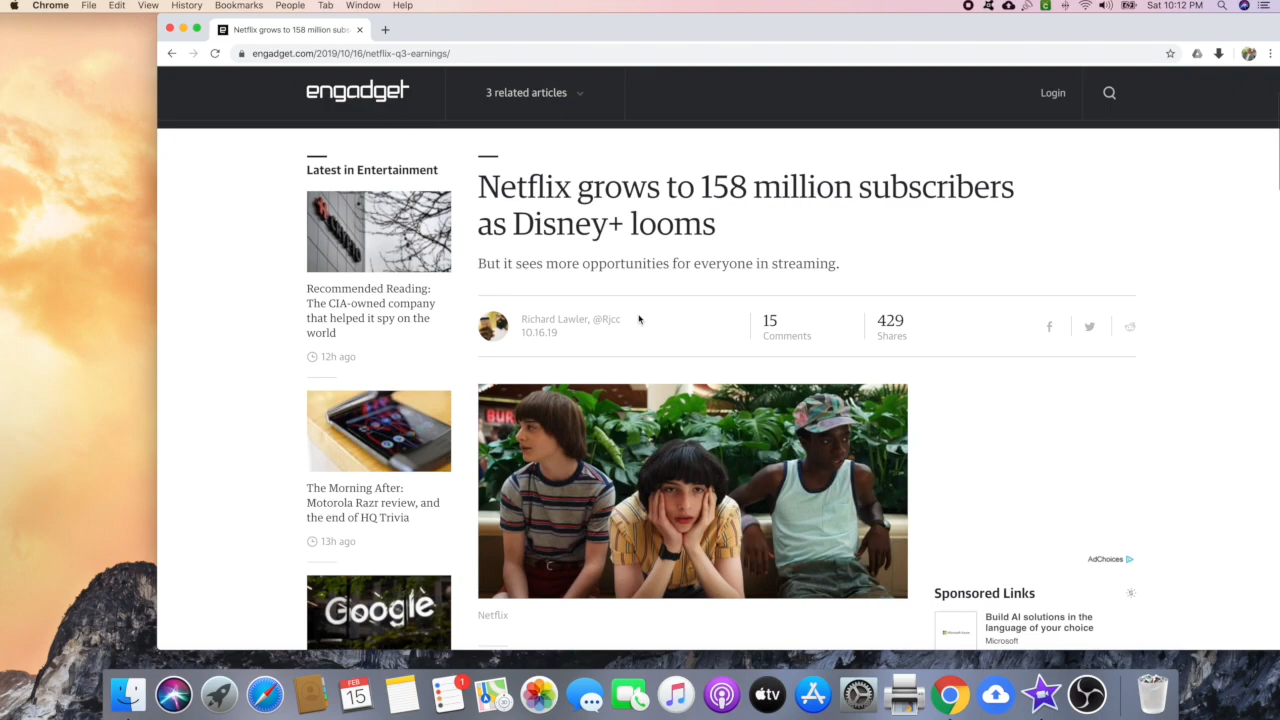 Chrome File Edit View History Bookmarks People Tab Window Help
Sat 10:12 PM
Netflix grows to 158 million subs
engadget.com/2019/10/16/netflix-q3-earnings/
engadget
3 related articles
Login
Latest in Entertainment
Recommended Reading:
The CIA-owned company
that helped it spy on the
world
12h ago
The Morning After:
Motorola Razr review, and
the end of HQ Trivia
13h ago
Google
Netflix grows to 158 million subscribers
as Disney+ looms
But it sees more opportunities for everyone in streaming.
Richard Lawler, @Rjcc
10.16.19
15
Comments
429
Shares
BUR
Netflix
AdChoices
Sponsored Links
Build AI solutions in the
language of your choice
Microsoft
1
FEB
15
tv